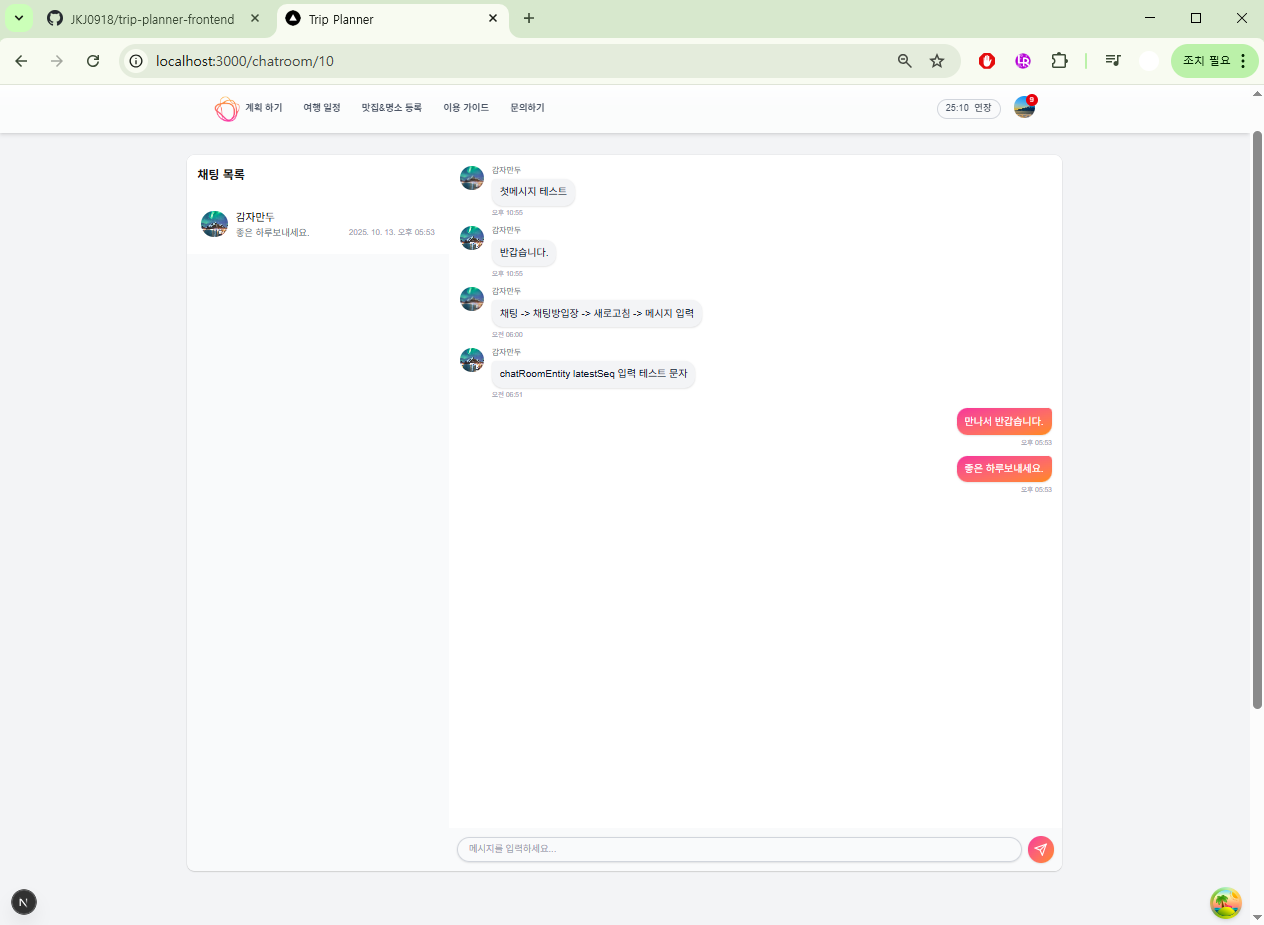 JKJ0918/trip-planner-frontend
Trip Planner
localhost:3000/chatroom/10
조치 필요
계획 하기 여행 일정 맛집&명소 등록 이용 가이드 문의하기
25:10 연장
9
채팅 목록
감자만두
좋은 하루보내세요.
2025. 10. 13. 오후 05:53
감자만두
첫메시지 테스트
오후 10:55
감자만두
반갑습니다.
오후 10:55
감자만두
채팅 -> 채팅방입장 -> 새로고침 -> 메시지 입력
오전 06:00
감자만두
chatRoomEntity latestSeq 입력 테스트 문자
오전 06:51
만나서 반갑습니다.
오후 05:53
좋은 하루보내세요.
오후 05:53
메시지를 입력하세요...
N